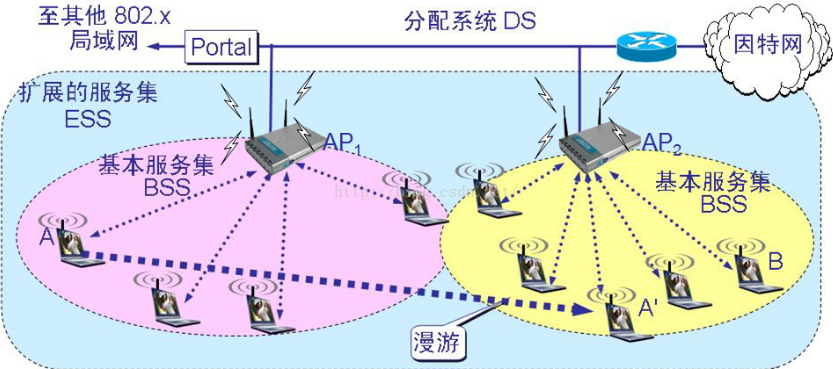 至其他 802.x
局域网
Portal
分配系统 DS
因特网
扩展的服务集
ESS
AP1
AP2
基本服务集
BSS
基本服务集
BSS
A
B
A'
漫游